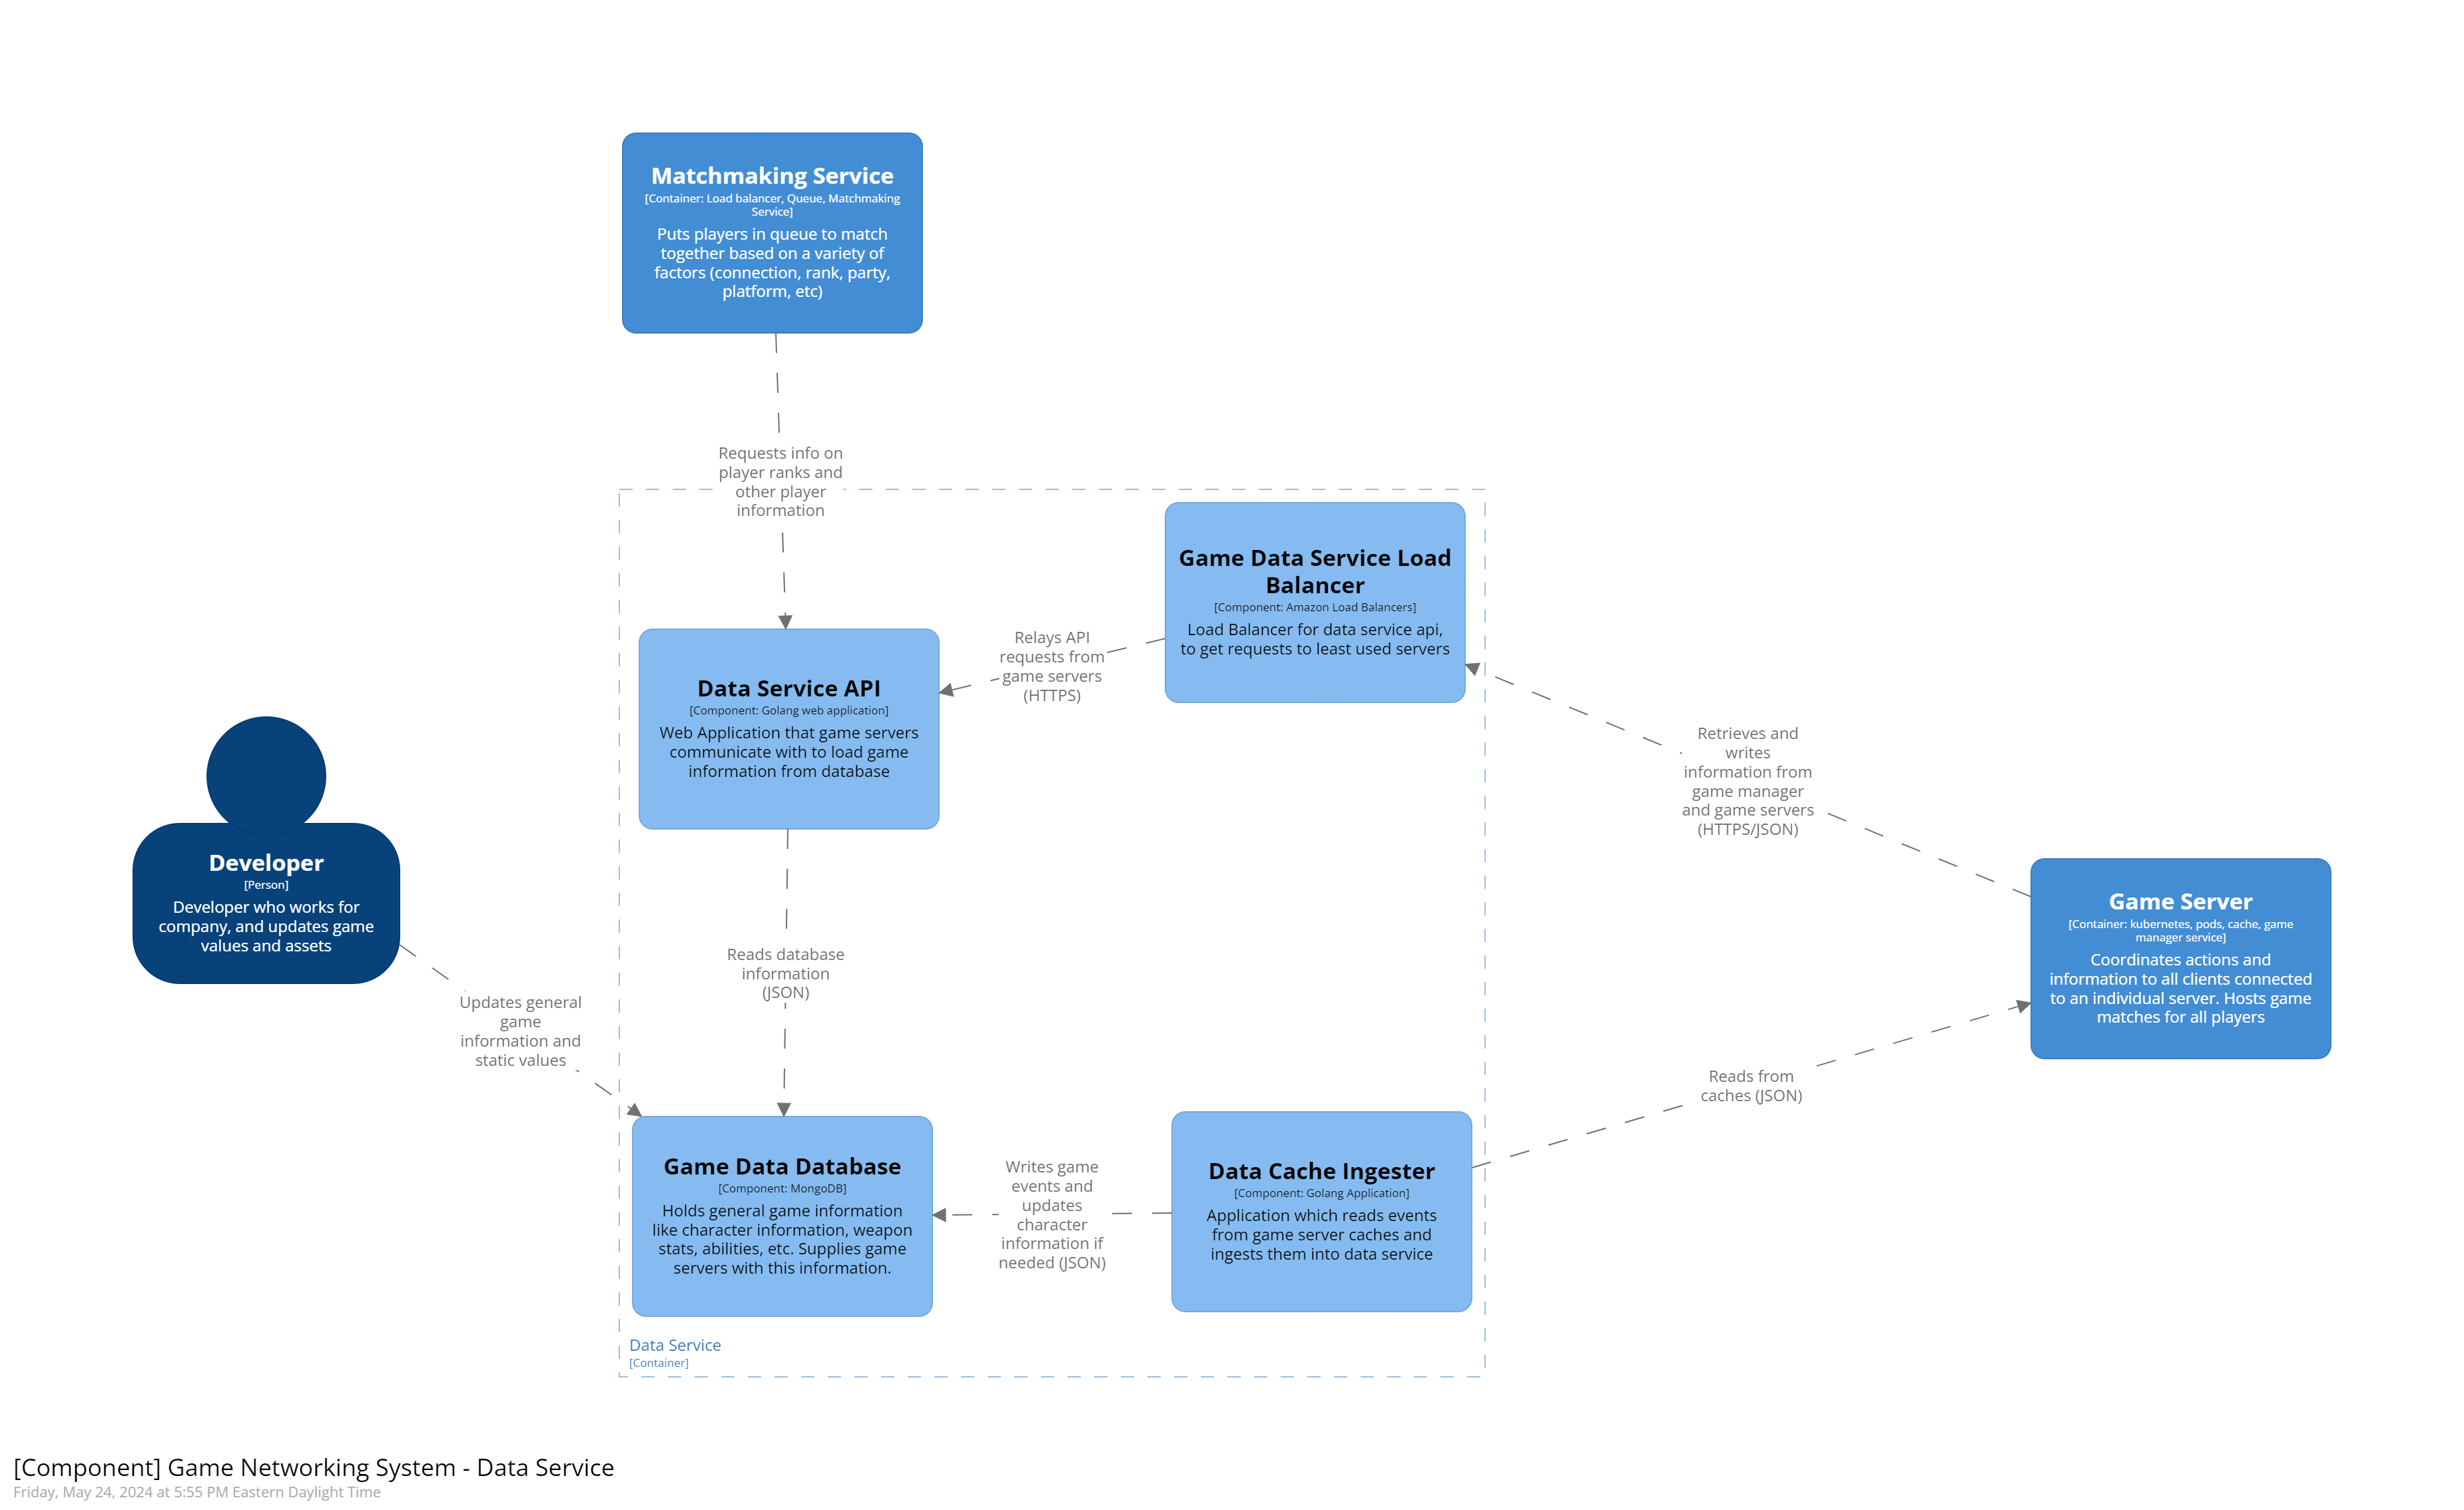 Matchmaking Service
[Container: Load balancer, Queue, Matchmaking
Service]
Puts players in queue to match
together based on a variety of
factors (connection, rank, party,
platform, etc)
Requests info on
player ranks and
other player
information
Game Data Service Load
Balancer
[Component: Amazon Load Balancers]
Load Balancer for data service api,
to get requests to least used servers
Relays API
requests from
game servers
(HTTPS)
Data Service API
[Component: Golang web application]
Web Application that game servers
communicate with to load game
information from database
Retrieves and
writes
information from
game manager
and game servers
(HTTPS/JSON)
Developer
[Person]
Developer who works for
company, and updates game
values and assets
Game Server
[Container: kubernetes, pods, cache, game
manager service]
Coordinates actions and
information to all clients connected
to an individual server. Hosts game
matches for all players
Reads database
information
(JSON)
Updates general
game
information and
static values
Reads from
caches (JSON)
Game Data Database
[Component: MongoDB]
Holds general game information
like character information, weapon
stats, abilities, etc. Supplies game
servers with this information.
Writes game
events and
updates
character
information if
needed (JSON)
Data Cache Ingester
[Component: Golang Application]
Application which reads events
from game server caches and
ingests them into data service
Data Service
[Container]
[Component] Game Networking System - Data Service
Friday, May 24, 2024 at 5:55 PM Eastern Daylight Time